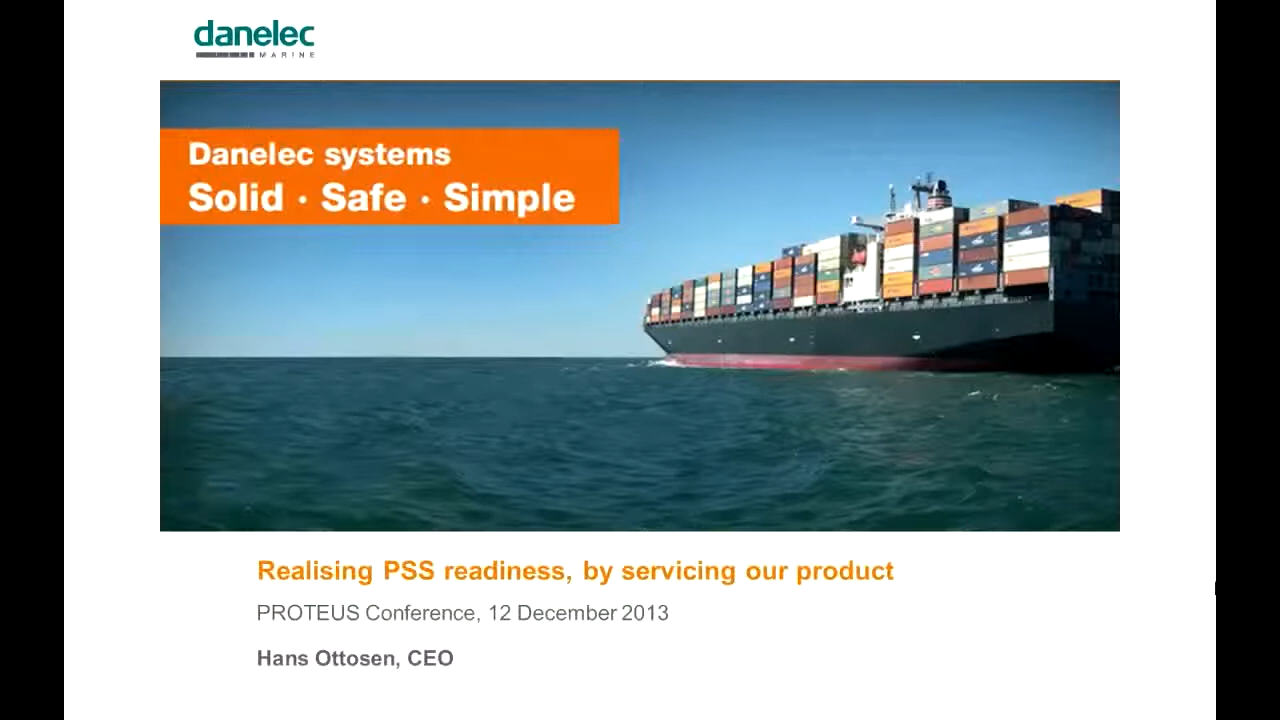 danelec
MARINE
Danelec systems
Solid · Safe · Simple
Realising PSS readiness, by servicing our product
PROTEUS Conference, 12 December 2013
Hans Ottosen, CEO